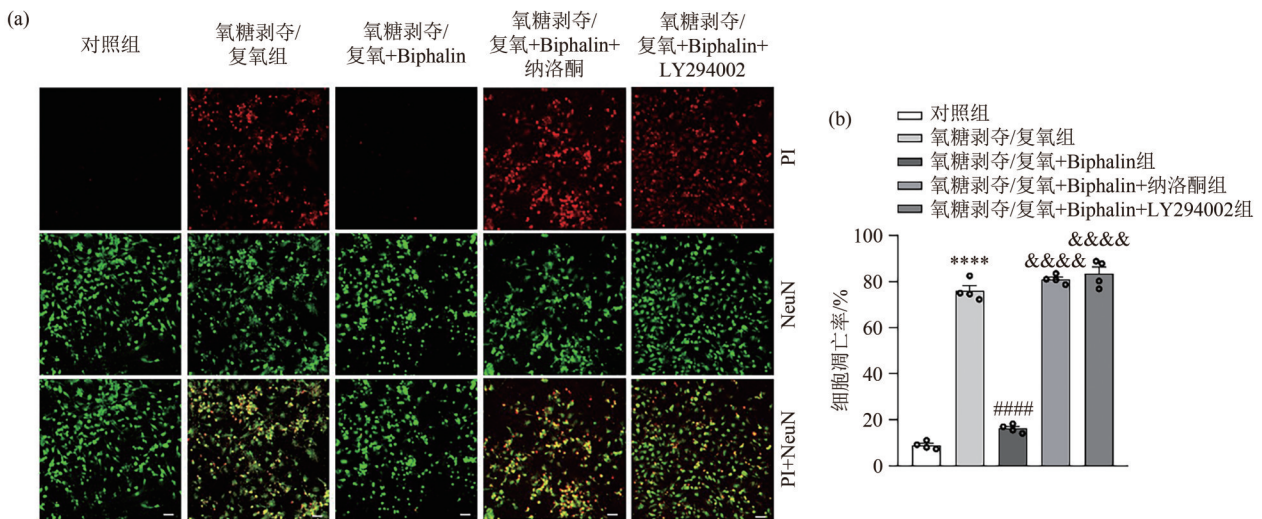 (a)
对照组
氧糖剥夺/
复氧组
氧糖剥夺/
复氧+Biphalin
氧糖剥夺/
复氧+Biphalin+
纳洛酮
氧糖剥夺/
复氧+Biphalin+
LY294002
PI
NeuN
PI+NeuN
(b)
对照组
氧糖剥夺/复氧组
氧糖剥夺/复氧+Biphalin组
氧糖剥夺/复氧+Biphalin+纳洛酮组
氧糖剥夺/复氧+Biphalin+LY294002组
细胞凋亡率/%
100
80
60
40
20
0
****
####
&&&&
&&&&